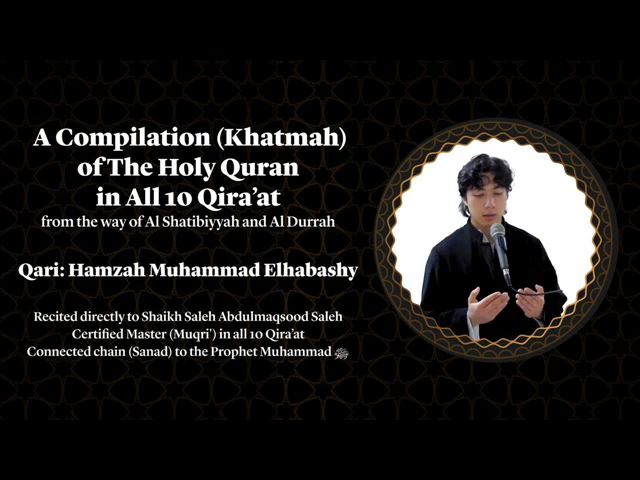 A Compilation (Khatmah)
of The Holy Quran
in All 10 Qira'at
from the way of Al Shatibiyyah and Al Durrah
Qari: Hamzah Muhammad Elhabashy
Recited directly to Shaikh Saleh Abdulmaqsood Saleh
Certified Master (Muqri') in all 10 Qira'at
Connected chain (Sanad) to the Prophet Muhammad ﷺ